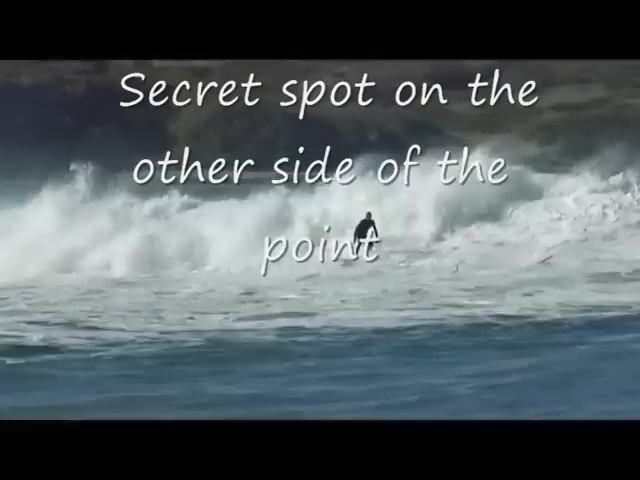 Secret spot on the
other side of the
point